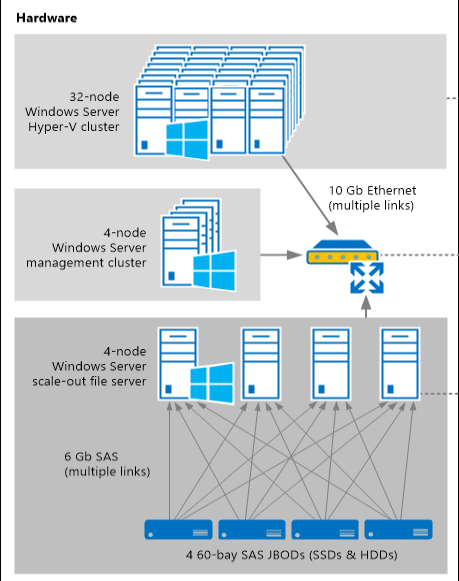 Hardware
32-node
Windows Server
Hyper-V cluster
10 Gb Ethernet
(multiple links)
4-node
Windows Server
management cluster
4-node
Windows Server
scale-out file server
6 Gb SAS
(multiple links)
4 60-bay SAS JBODs (SSDs & HDDs)